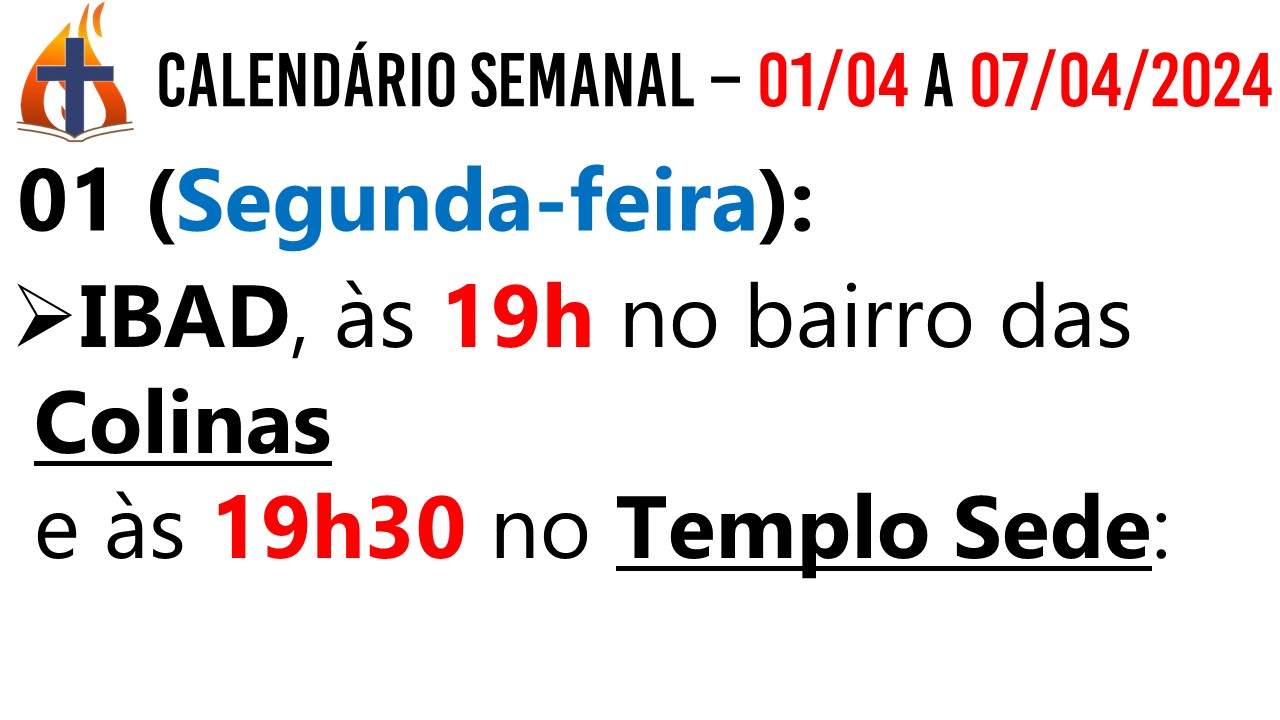 CALENDÁRIO SEMANAL – 01/04 A 07/04/2024
01 (Segunda-feira):
➢IBAD, às 19h no bairro das
Colinas
e às 19h30 no Templo Sede: